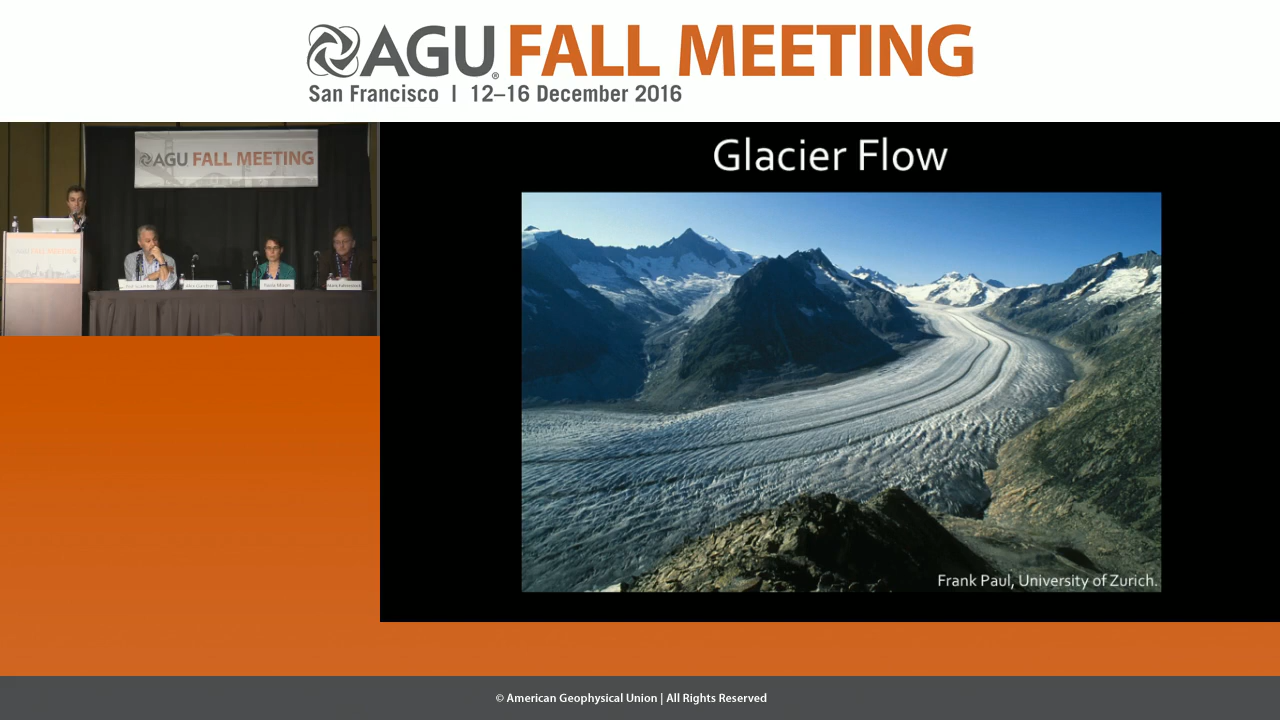 AGU® FALL MEETING
San Francisco | 12–16 December 2016
AGU FALL MEETING
Glacier Flow
Frank Paul, University of Zurich.
© American Geophysical Union | All Rights Reserved